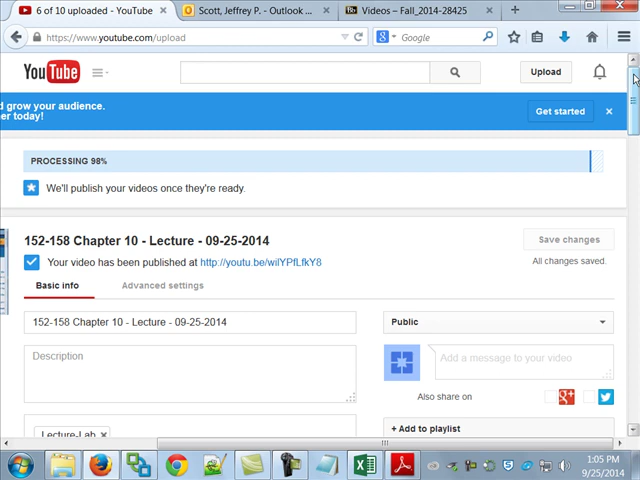 6 of 10 uploaded - YouTube
Scott, Jeffrey P. - Outlook ...
Videos – Fall_2014-28425
https://www.youtube.com/upload
Google
YouTube
Upload
d grow your audience.
ner today!
Get started
PROCESSING 98%
We'll publish your videos once they're ready.
152-158 Chapter 10 - Lecture - 09-25-2014
Save changes
Your video has been published at http://youtu.be/wilYPfLfkY8
All changes saved.
Basic info
Advanced settings
152-158 Chapter 10 - Lecture - 09-25-2014
Public
Description
Add a message to your video
Also share on
Lecture-Lab
+ Add to playlist
1:05 PM
9/25/2014